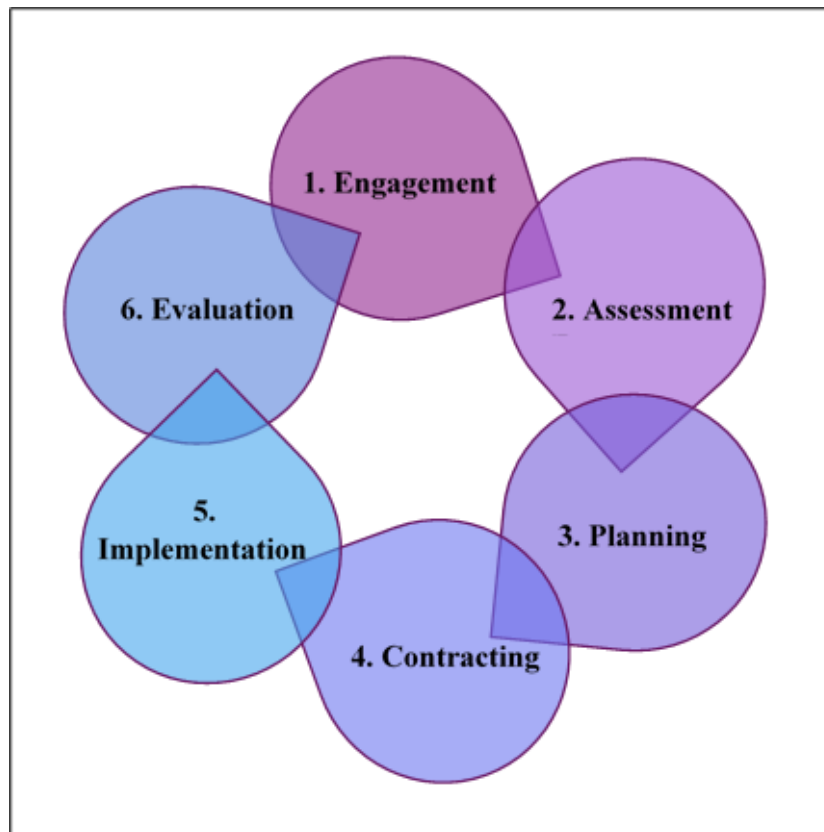 1. Engagement
2. Assessment
3. Planning
4. Contracting
5.
Implementation
6. Evaluation